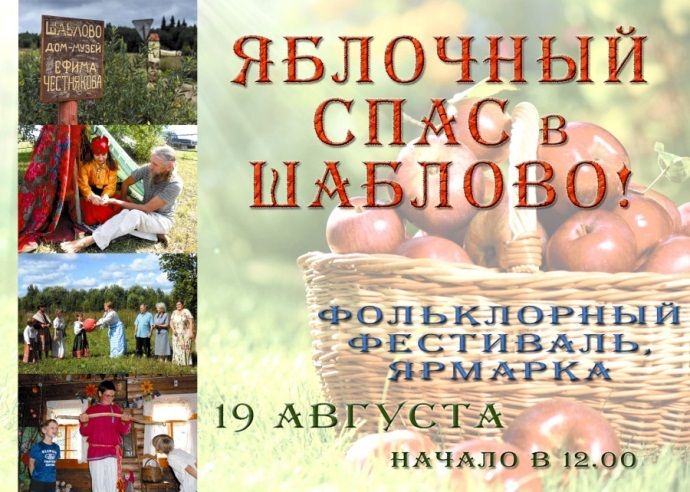 ШАБЛОВО
ДОМ-МУЗЕЙ
ЕФИМА
ЧЕСТНЯКОВА
ЯБЛОЧНЫЙ
СПАС в
ШАБЛОВО!
ФОЛЬКЛОРНЫЙ
ФЕСТИВАЛЬ,
ЯРМАРКА
19 АВГУСТА
НАЧАЛО В 12.00